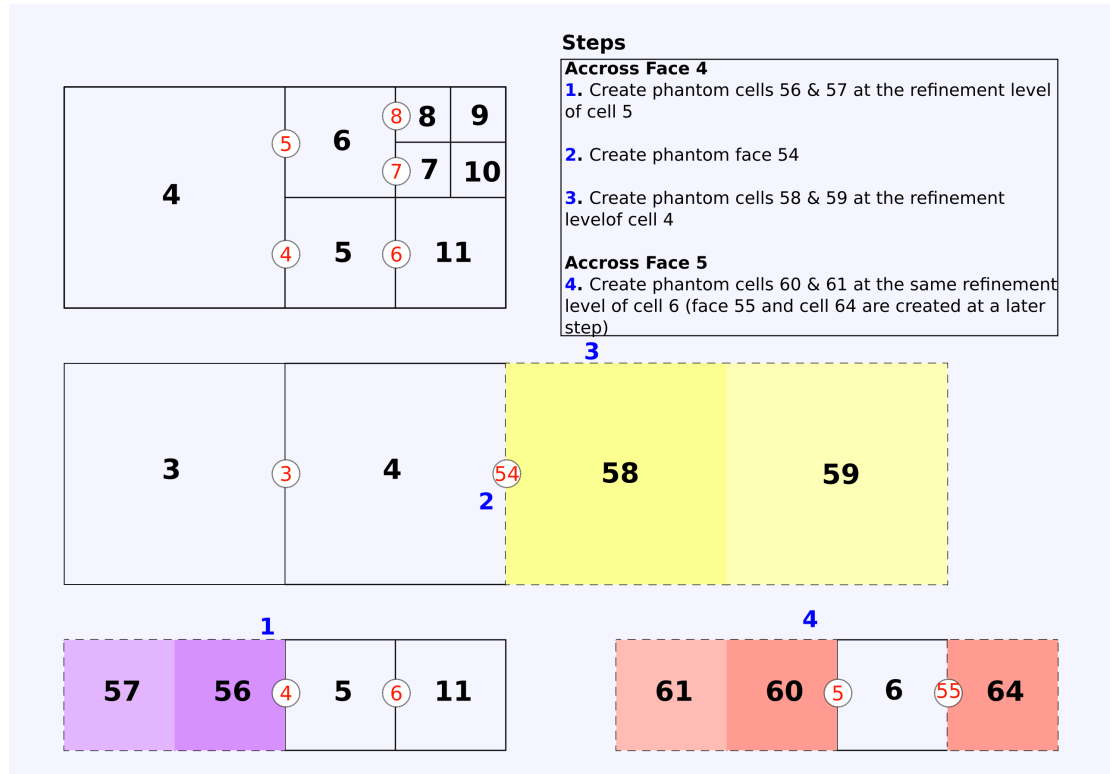 Steps
Accross Face 4
1. Create phantom cells 56 & 57 at the refinement level
of cell 5
2. Create phantom face 54
3. Create phantom cells 58 & 59 at the refinement
levelof cell 4
Accross Face 5
4. Create phantom cells 60 & 61 at the same refinement
level of cell 6 (face 55 and cell 64 are created at a later
step)
8 8 9
5 6
7 7 10
4
4 5 6 11
3
3 3 4 54 58 59
2
1
57 56 4 5 6 11
4
61 60 5 6 55 64